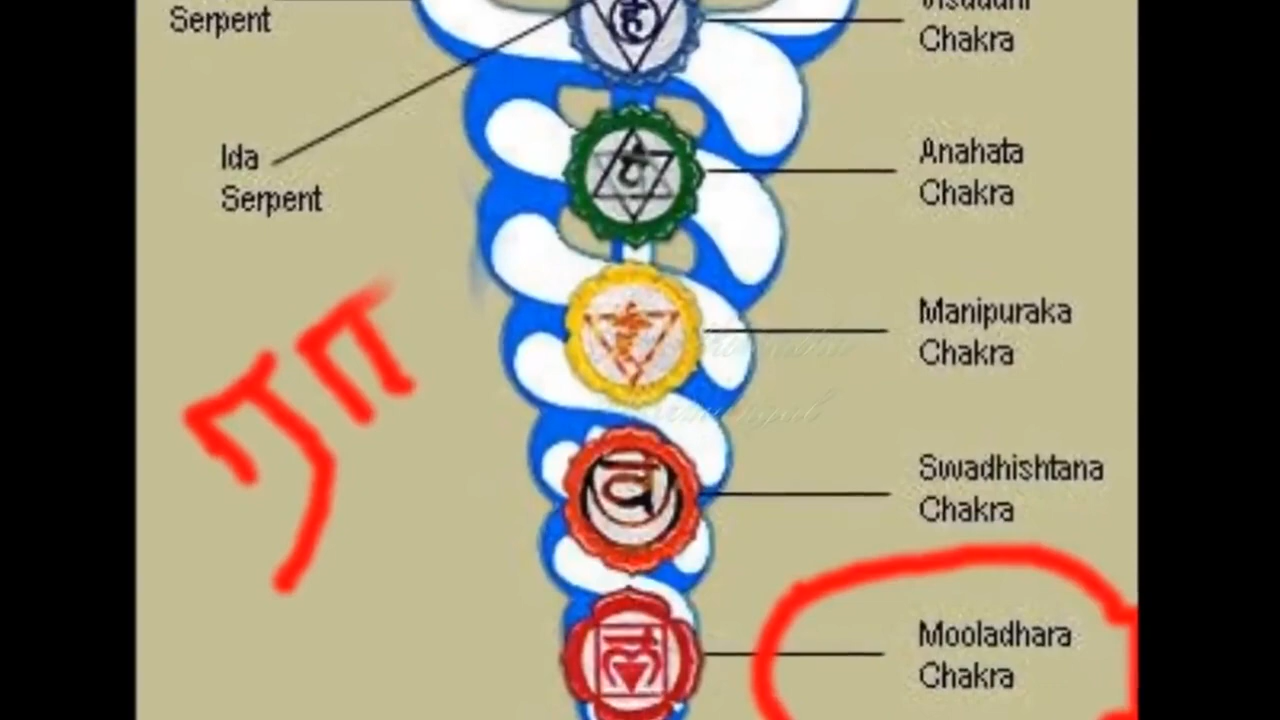 Serpent
Chakra
Ida
Serpent
Anahata
Chakra
Manipuraka
Chakra
Swadhishtana
Chakra
Mooladhara
Chakra
ரா